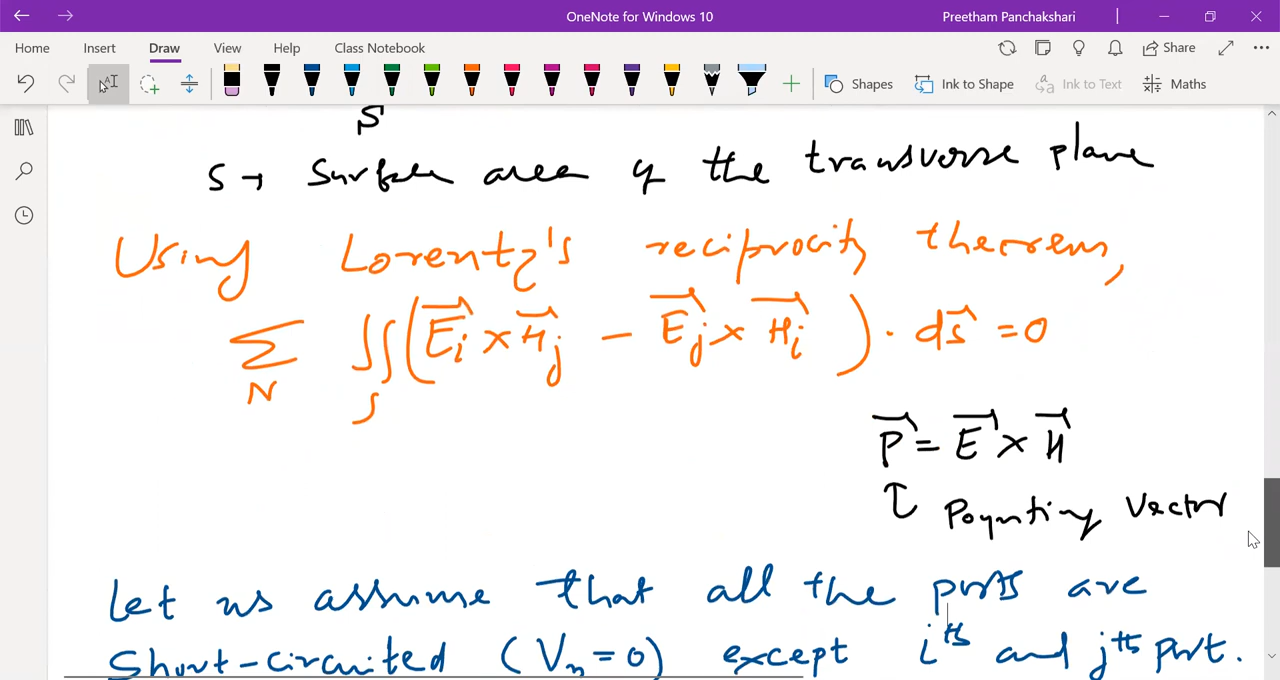 OneNote for Windows 10
Preetham Panchakshari
Home Insert Draw View Help Class Notebook
Share
Shapes Ink to Shape Ink to Text Maths
S
S → Surface area of the transverse plane
Using Lorentz's reciprocity theorem,
∑_N ∬_S (E⃗i × H⃗j − E⃗j × H⃗i) · ds⃗ = 0
P⃗ = E⃗ × H⃗
Poynting Vector
Let us assume that all the ports are
Short-circuited (Vn = 0) except ith and jth port.